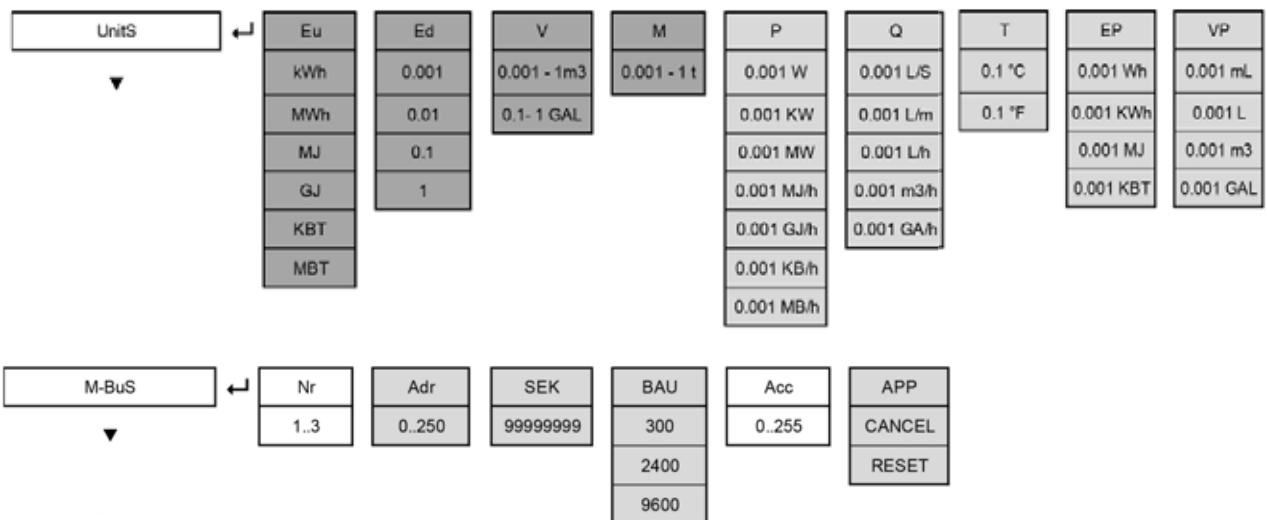 UnitS Eu Ed V M P Q T EP VP
kWh 0.001 0.001 - 1m3 0.001 - 1 t 0.001 W 0.001 L/S 0.1 °C 0.001 Wh 0.001 mL
MWh 0.01 0.1- 1 GAL 0.001 KW 0.001 L/m 0.1 °F 0.001 KWh 0.001 L
MJ 0.1 0.001 MW 0.001 L/h 0.001 MJ 0.001 m3
GJ 1 0.001 MJ/h 0.001 m3/h 0.001 KBT 0.001 GAL
KBT 0.001 GJ/h 0.001 GA/h
MBT 0.001 KB/h
0.001 MB/h
M-BuS Nr Adr SEK BAU Acc APP
1..3 0..250 99999999 300 0..255 CANCEL
2400 RESET
9600